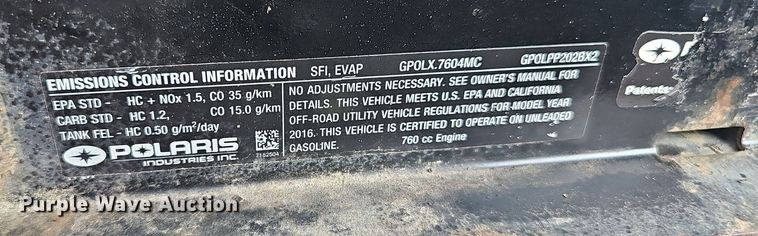 EMISSIONS CONTROL INFORMATION SFI, EVAP GPOLX.7604MC GPOLPP202BX2
EPA STD - HC + NOx 1.5, CO 35 g/km
CARB STD - HC 1.2, CO 15.0 g/km
TANK FEL - HC 0.50 g/m²/day
POLARIS
INDUSTRIES INC.
7182504
NO ADJUSTMENTS NECESSARY. SEE OWNER'S MANUAL FOR
DETAILS. THIS VEHICLE MEETS U.S. EPA AND CALIFORNIA
OFF-ROAD UTILITY VEHICLE REGULATIONS FOR MODEL YEAR
2016. THIS VEHICLE IS CERTIFIED TO OPERATE ON UNLEADED
GASOLINE. 760 cc Engine
Patents
Purple Wave Auction